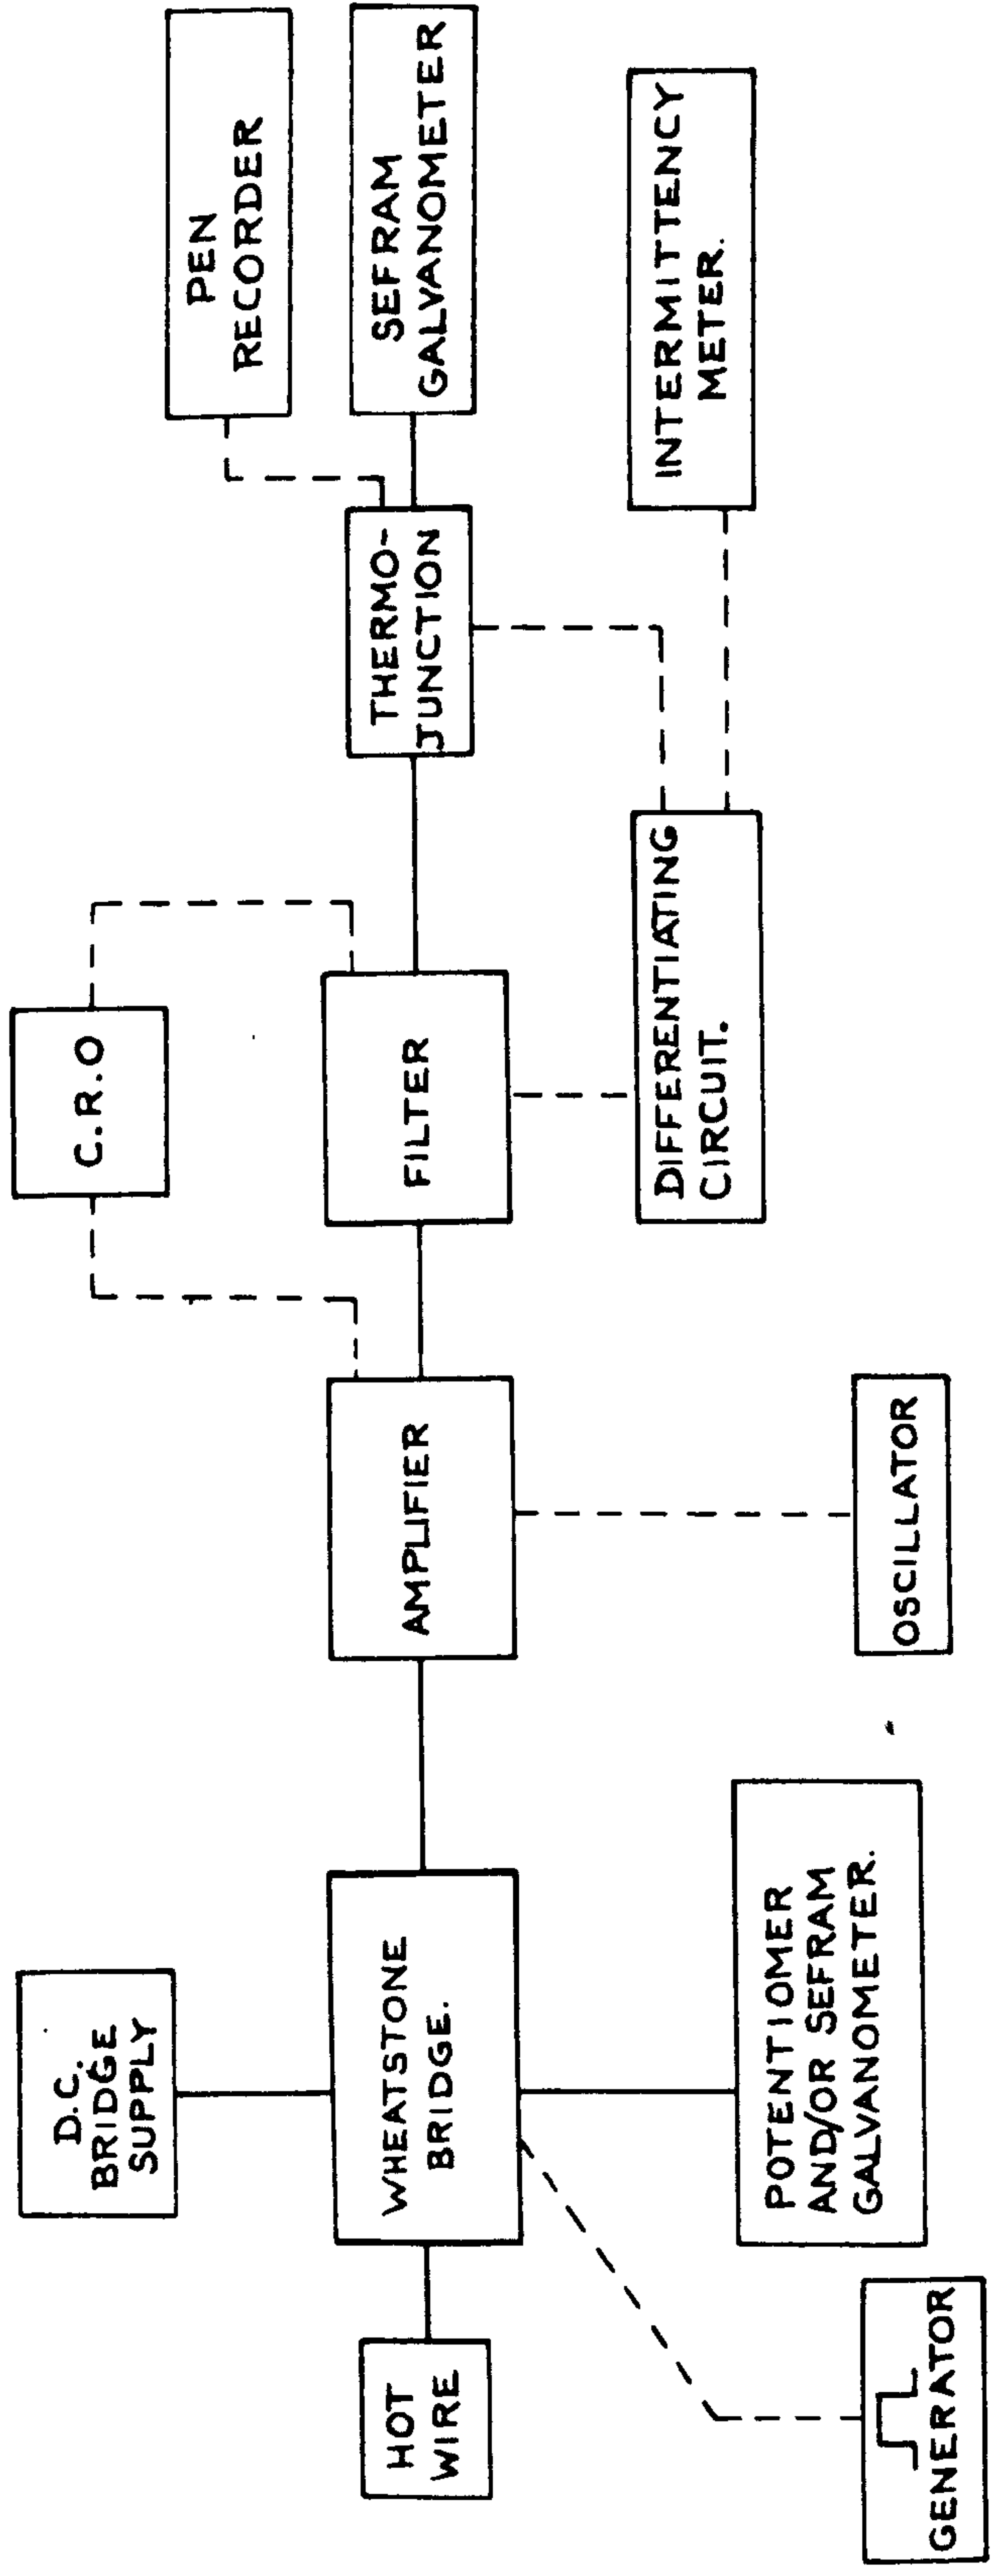 D.C.
BRIDGE
SUPPLY
C.R.O
PEN
RECORDER
HOT
WIRE
WHEATSTONE
BRIDGE.
AMPLIFIER
FILTER
THERMO-
JUNCTION
SEFRAM
GALVANOMETER
GENERATOR
POTENTIOMER
AND/OR SEFRAM
GALVANOMETER.
OSCILLATOR
DIFFERENTIATING
CIRCUIT.
INTERMITTENCY
METER.